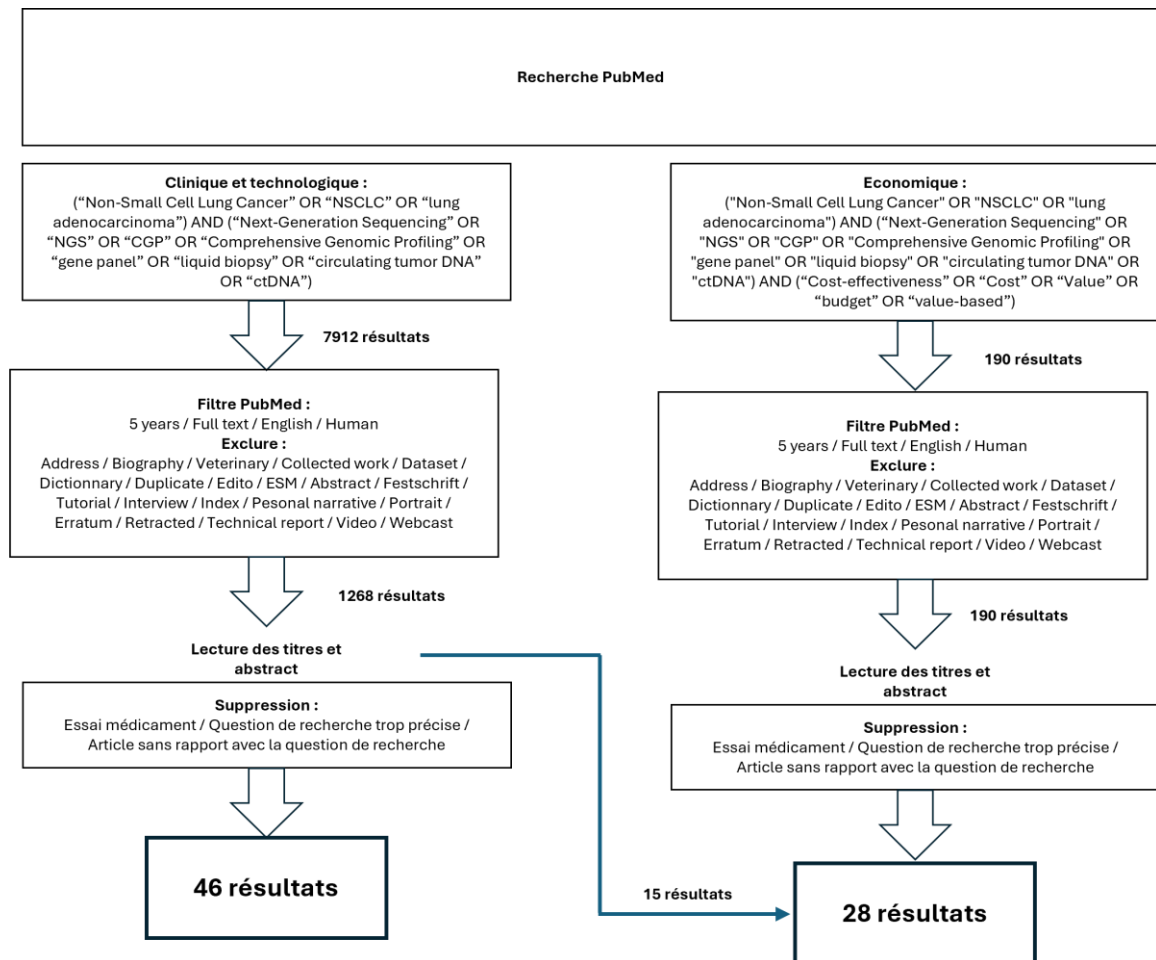 Recherche PubMed
Clinique et technologique :
(“Non-Small Cell Lung Cancer” OR “NSCLC” OR “lung
adenocarcinoma”) AND (“Next-Generation Sequencing” OR
“NGS” OR “CGP” OR “Comprehensive Genomic Profiling” OR
“gene panel” OR “liquid biopsy” OR “circulating tumor DNA”
OR “ctDNA”)
7912 résultats
Filtre PubMed :
5 years / Full text / English / Human
Exclure :
Address / Biography / Veterinary / Collected work / Dataset /
Dictionnary / Duplicate / Edito / ESM / Abstract / Festschrift /
Tutorial / Interview / Index / Pesonal narrative / Portrait /
Erratum / Retracted / Technical report / Video / Webcast
1268 résultats
Lecture des titres et
abstract
Suppression :
Essai médicament / Question de recherche trop précise /
Article sans rapport avec la question de recherche
46 résultats
Economique :
("Non-Small Cell Lung Cancer" OR "NSCLC" OR "lung
adenocarcinoma") AND (“Next-Generation Sequencing" OR
"NGS" OR "CGP" OR "Comprehensive Genomic Profiling" OR
"gene panel" OR "liquid biopsy" OR "circulating tumor DNA" OR
"ctDNA") AND (“Cost-effectiveness” OR “Cost” OR “Value” OR
“budget” OR “value-based”)
190 résultats
Filtre PubMed :
5 years / Full text / English / Human
Exclure :
Address / Biography / Veterinary / Collected work / Dataset /
Dictionnary / Duplicate / Edito / ESM / Abstract / Festschrift /
Tutorial / Interview / Index / Pesonal narrative / Portrait /
Erratum / Retracted / Technical report / Video / Webcast
190 résultats
Lecture des titres et
abstract
Suppression :
Essai médicament / Question de recherche trop précise /
Article sans rapport avec la question de recherche
15 résultats
28 résultats